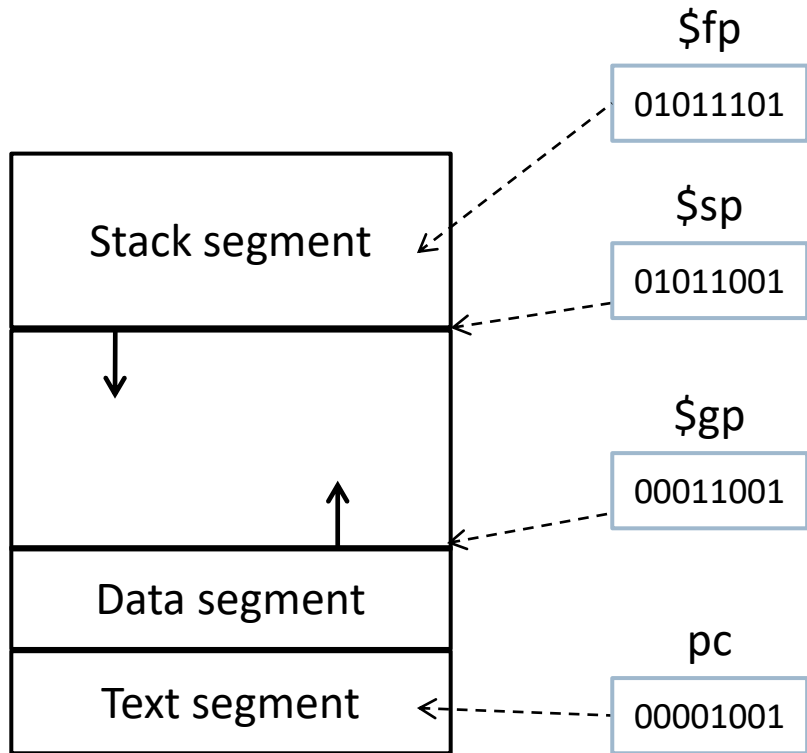 $fp
01011101
Stack segment
$sp
01011001
$gp
00011001
Data segment
pc
Text segment
00001001